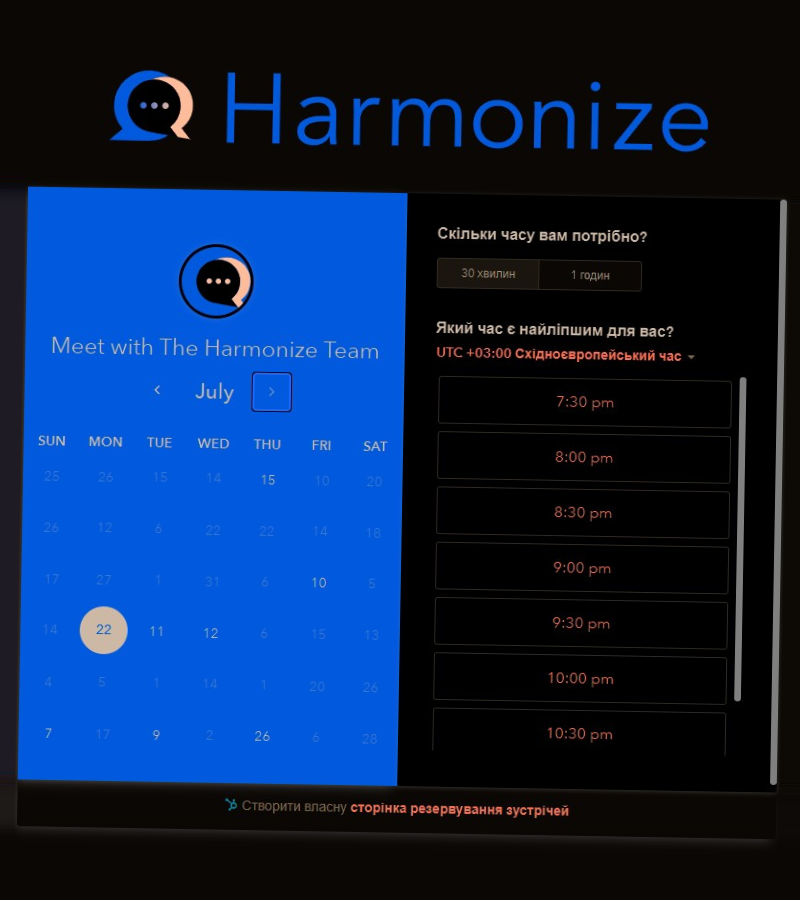 Harmonize
Meet with The Harmonize Team
July
SUN MON TUE WED THU FRI SAT
25 26 15 14 15 10 20
26 12 6 22 22 14 18
17 27 1 31 6 10 5
14 22 11 12 6 15 13
4 5 1 14 1 20 26
7 17 9 2 26 6 28
Скільки часу вам потрібно?
30 хвилин 1 годин
Який час є найліпшим для вас?
UTC +03:00 Східноєвропейський час
7:30 pm
8:00 pm
8:30 pm
9:00 pm
9:30 pm
10:00 pm
10:30 pm
Створити власну сторінка резервування зустрічей